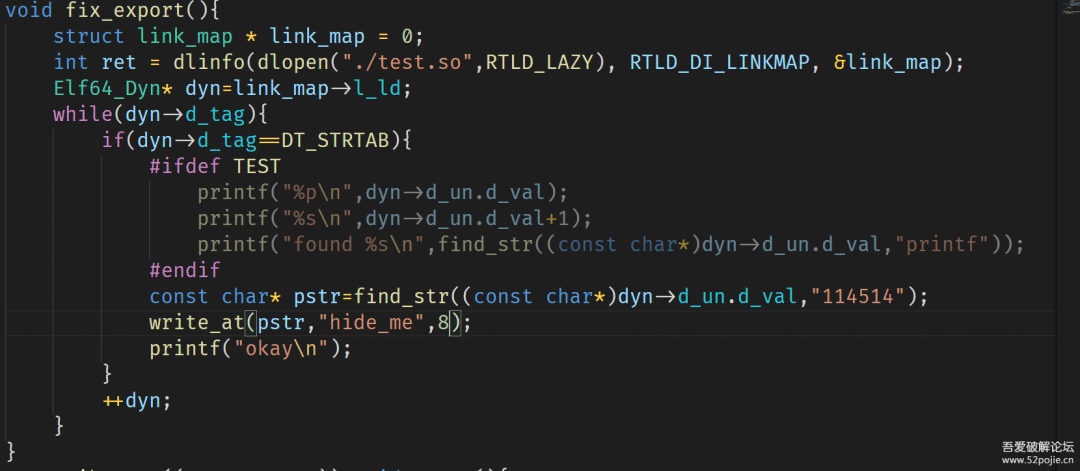 void fix_export(){
    struct link_map * link_map = 0;
    int ret = dlinfo(dlopen("./test.so",RTLD_LAZY), RTLD_DI_LINKMAP, &link_map);
    Elf64_Dyn* dyn=link_map->l_ld;
    while(dyn->d_tag){
        if(dyn->d_tag==DT_STRTAB){
            #ifdef TEST
                printf("%p\n",dyn->d_un.d_val);
                printf("%s\n",dyn->d_un.d_val+1);
                printf("found %s\n",find_str((const char*)dyn->d_un.d_val,"printf"));
            #endif
            const char* pstr=find_str((const char*)dyn->d_un.d_val,"114514");
            write_at(pstr,"hide_me",8);
            printf("okay\n");
        }
        ++dyn;
    }
}
吾爱破解论坛
www.52pojie.cn